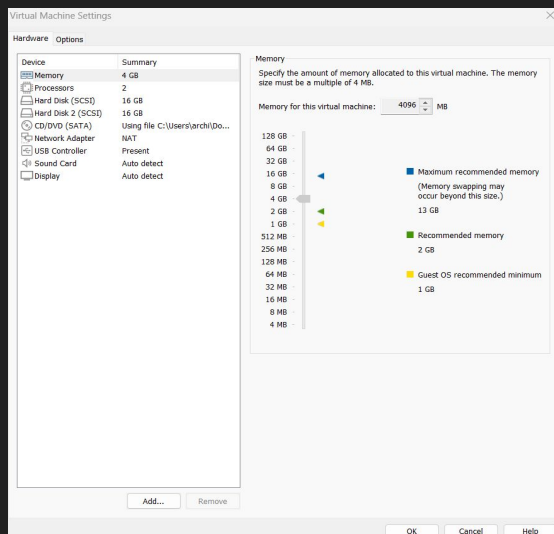 Virtual Machine Settings
Hardware Options
Device Summary
Memory 4 GB
Processors 2
Hard Disk (SCSI) 16 GB
Hard Disk 2 (SCSI) 16 GB
CD/DVD (SATA) Using file C:\Users\archi\Do...
Network Adapter NAT
USB Controller Present
Sound Card Auto detect
Display Auto detect
Add... Remove
Memory
Specify the amount of memory allocated to this virtual machine. The memory
size must be a multiple of 4 MB.
Memory for this virtual machine: 4096 MB
128 GB
64 GB
32 GB
16 GB
8 GB
4 GB
2 GB
1 GB
512 MB
256 MB
128 MB
64 MB
32 MB
16 MB
8 MB
4 MB
Maximum recommended memory
(Memory swapping may
occur beyond this size.)
13 GB
Recommended memory
2 GB
Guest OS recommended minimum
1 GB
OK Cancel Help